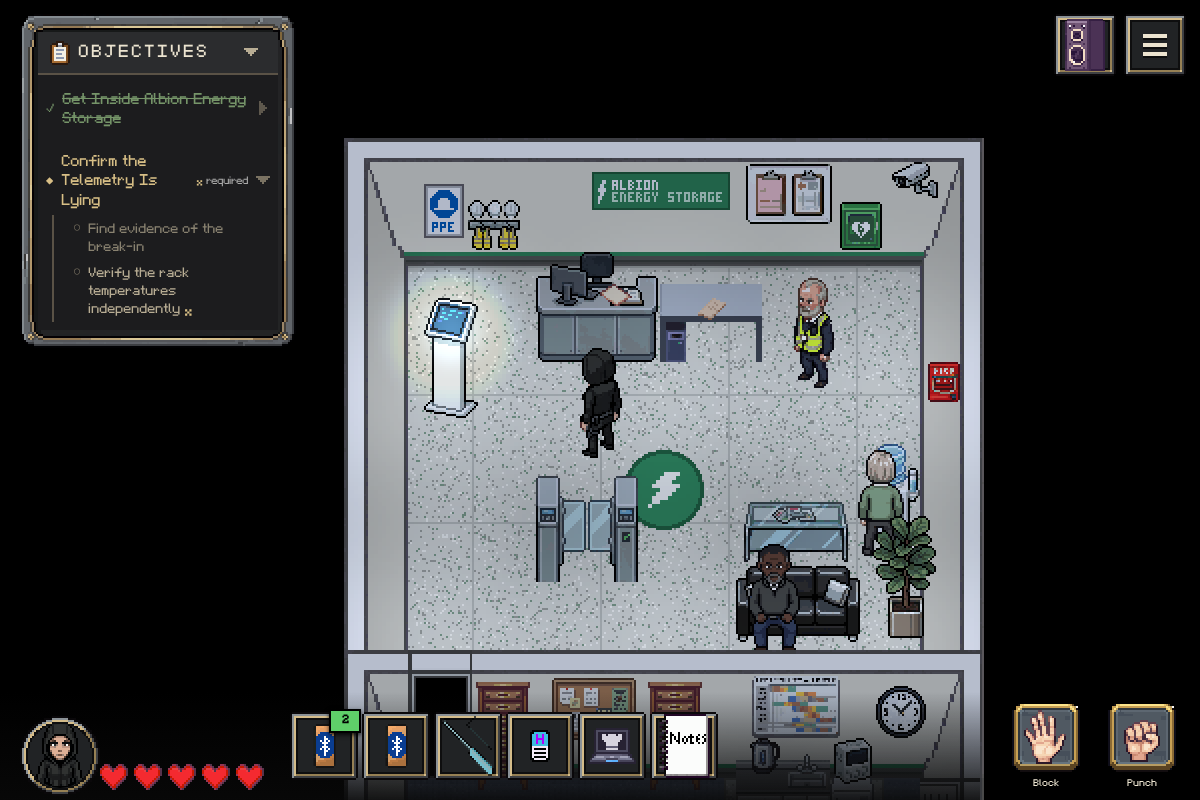 OBJECTIVES
Get Inside Albion Energy
Storage
Confirm the
Telemetry Is
Lying
x required
Find evidence of the
break-in
Verify the rack
temperatures
independently x
PPE
ALBION
ENERGY STORAGE
2
H
Notes
Block
Punch